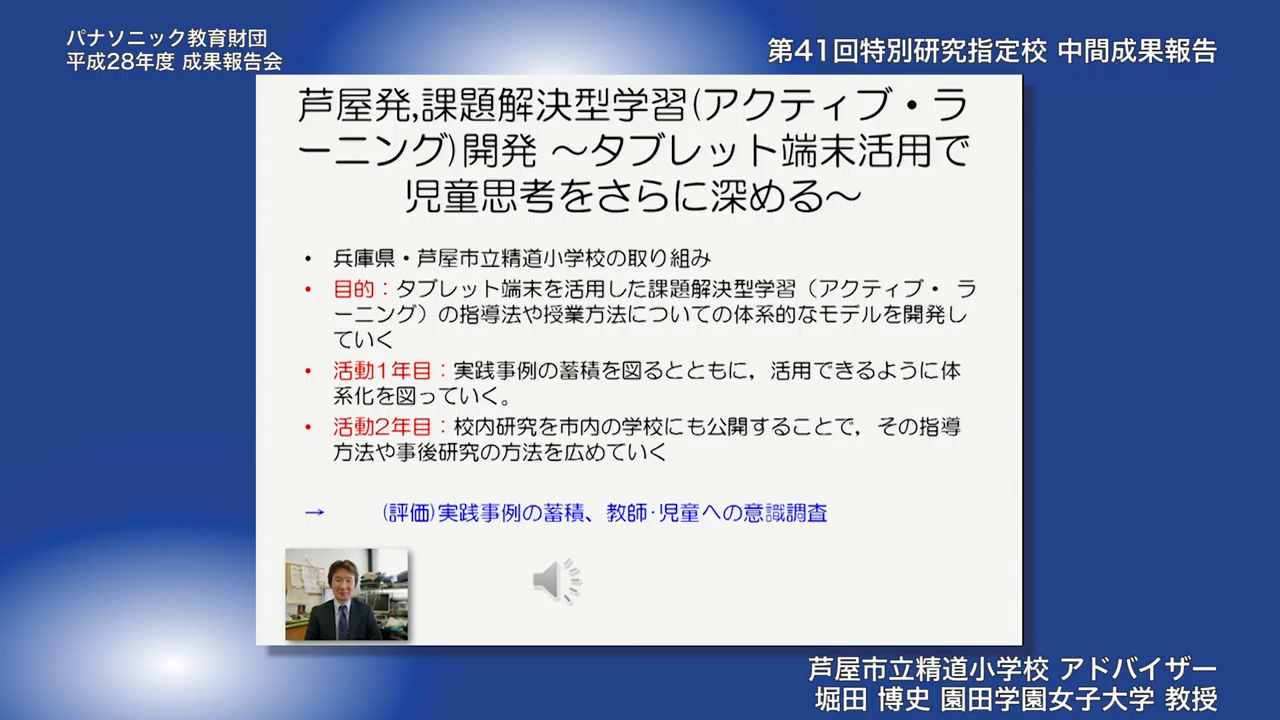 パナソニック教育財団
平成28年度 成果報告会
第41回特別研究指定校 中間成果報告
芦屋発,課題解決型学習(アクティブ・ラ
ーニング)開発 ～タブレット端末活用で
児童思考をさらに深める～
• 兵庫県・芦屋市立精道小学校の取り組み
• 目的：タブレット端末を活用した課題解決型学習（アクティブ・ ラ
ーニング）の指導法や授業方法についての体系的なモデルを開発し
ていく
• 活動1年目：実践事例の蓄積を図るとともに，活用できるように体
系化を図っていく。
• 活動2年目：校内研究を市内の学校にも公開することで，その指導
方法や事後研究の方法を広めていく
→ (評価)実践事例の蓄積、教師･児童への意識調査
芦屋市立精道小学校 アドバイザー
堀田 博史 園田学園女子大学 教授